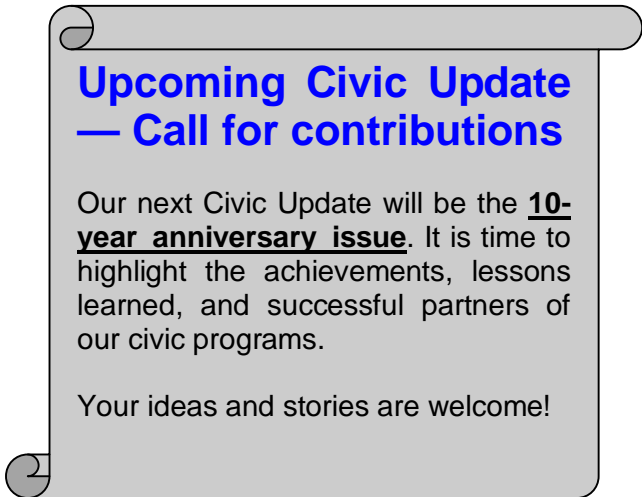 Upcoming Civic Update
— Call for contributions
Our next Civic Update will be the 10-
year anniversary issue. It is time to
highlight the achievements, lessons
learned, and successful partners of
our civic programs.
Your ideas and stories are welcome!